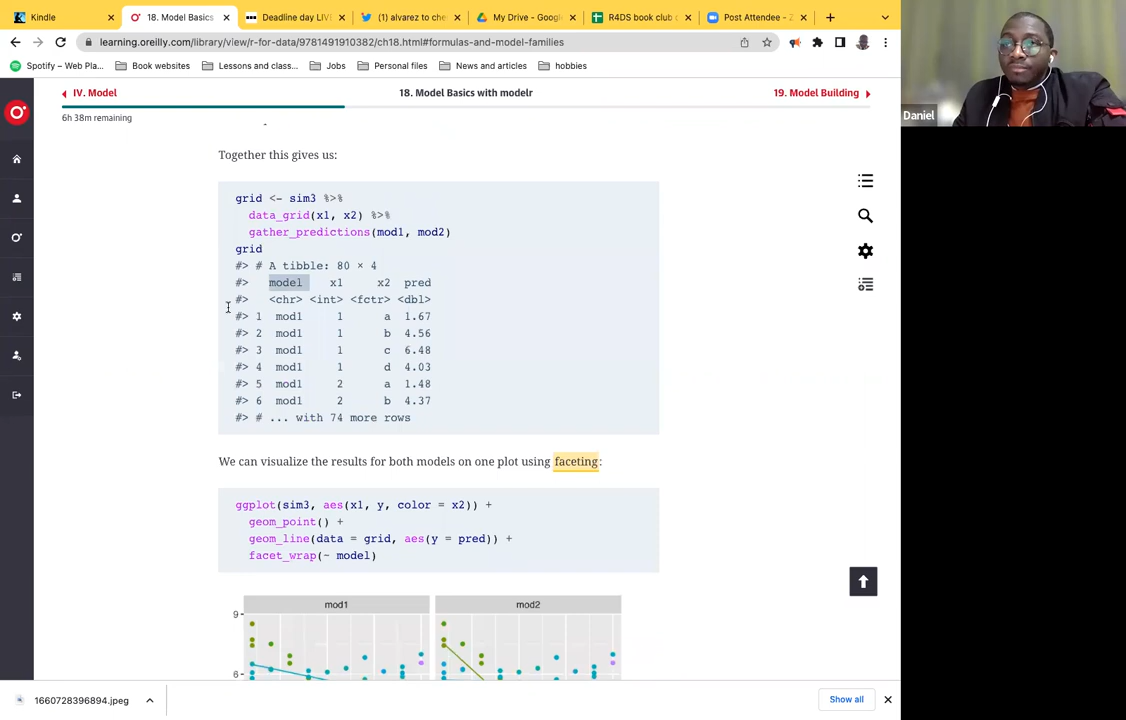 Kindle
18. Model Basics
Deadline day LIV
(1) alvarez to che
My Drive - Google
R4DS book club
Post Attendee - Z
learning.oreilly.com/library/view/r-for-data/9781491910382/ch18.html#formulas-and-model-families
Spotify – Web Pla...
Book websites
Lessons and class...
Jobs
Personal files
News and articles
hobbies
IV. Model
18. Model Basics with modelr
19. Model Building
6h 38m remaining
Daniel
Together this gives us:
grid <- sim3 %>%
data_grid(x1, x2) %>%
gather_predictions(mod1, mod2)
grid
#> # A tibble: 80 × 4
#> model x1 x2 pred
#> <chr> <int> <fctr> <dbl>
#> 1 mod1 1 a 1.67
#> 2 mod1 1 b 4.56
#> 3 mod1 1 c 6.48
#> 4 mod1 1 d 4.03
#> 5 mod1 2 a 1.48
#> 6 mod1 2 b 4.37
#> # ... with 74 more rows
We can visualize the results for both models on one plot using faceting:
ggplot(sim3, aes(x1, y, color = x2)) +
geom_point() +
geom_line(data = grid, aes(y = pred)) +
facet_wrap(~ model)
mod1
mod2
9
6
1660728396894.jpeg
Show all